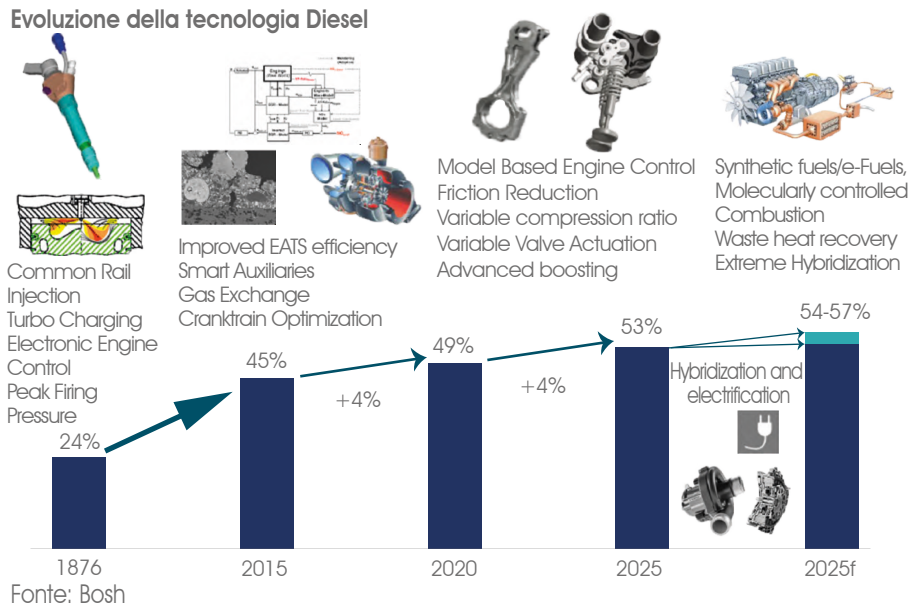 Evoluzione della tecnologia Diesel
Common Rail
Injection
Turbo Charging
Electronic Engine
Control
Peak Firing
Pressure
Improved EATS efficiency
Smart Auxiliaries
Gas Exchange
Cranktrain Optimization
Model Based Engine Control
Friction Reduction
Variable compression ratio
Variable Valve Actuation
Advanced boosting
Synthetic fuels/e-Fuels,
Molecularly controlled
Combustion
Waste heat recovery
Extreme Hybridization
24%
45%
+4%
49%
+4%
53%
Hybridization and
electrification
54-57%
1876
2015
2020
2025
2025f
Fonte: Bosh